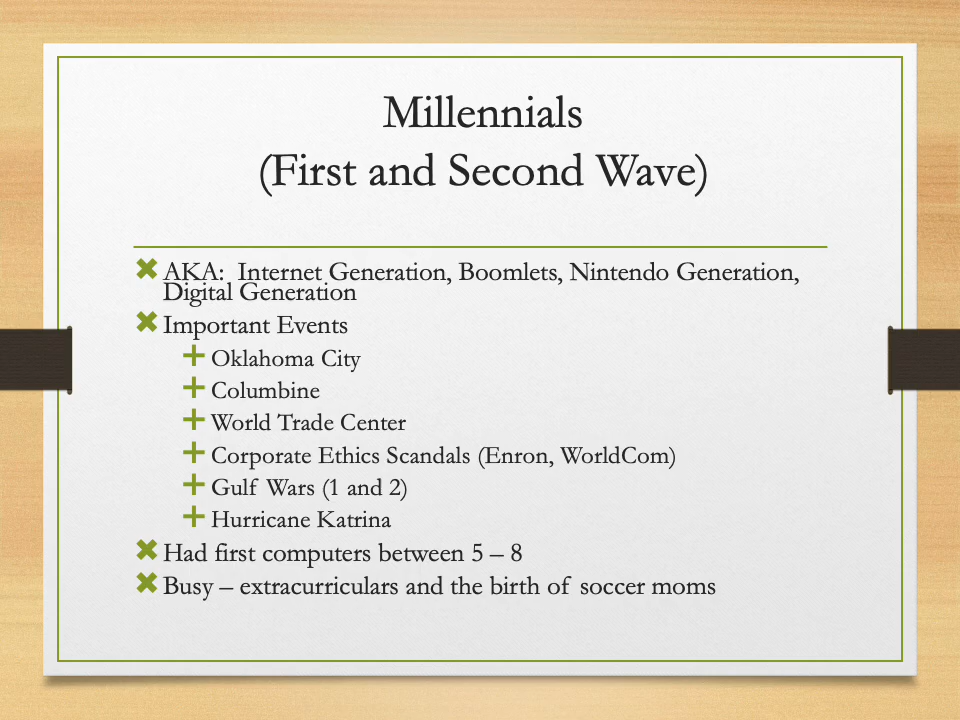 Millennials
(First and Second Wave)
AKA:  Internet Generation, Boomlets, Nintendo Generation,
Digital Generation
Important Events
Oklahoma City
Columbine
World Trade Center
Corporate Ethics Scandals (Enron, WorldCom)
Gulf Wars (1 and 2)
Hurricane Katrina
Had first computers between 5 – 8
Busy – extracurriculars and the birth of soccer moms